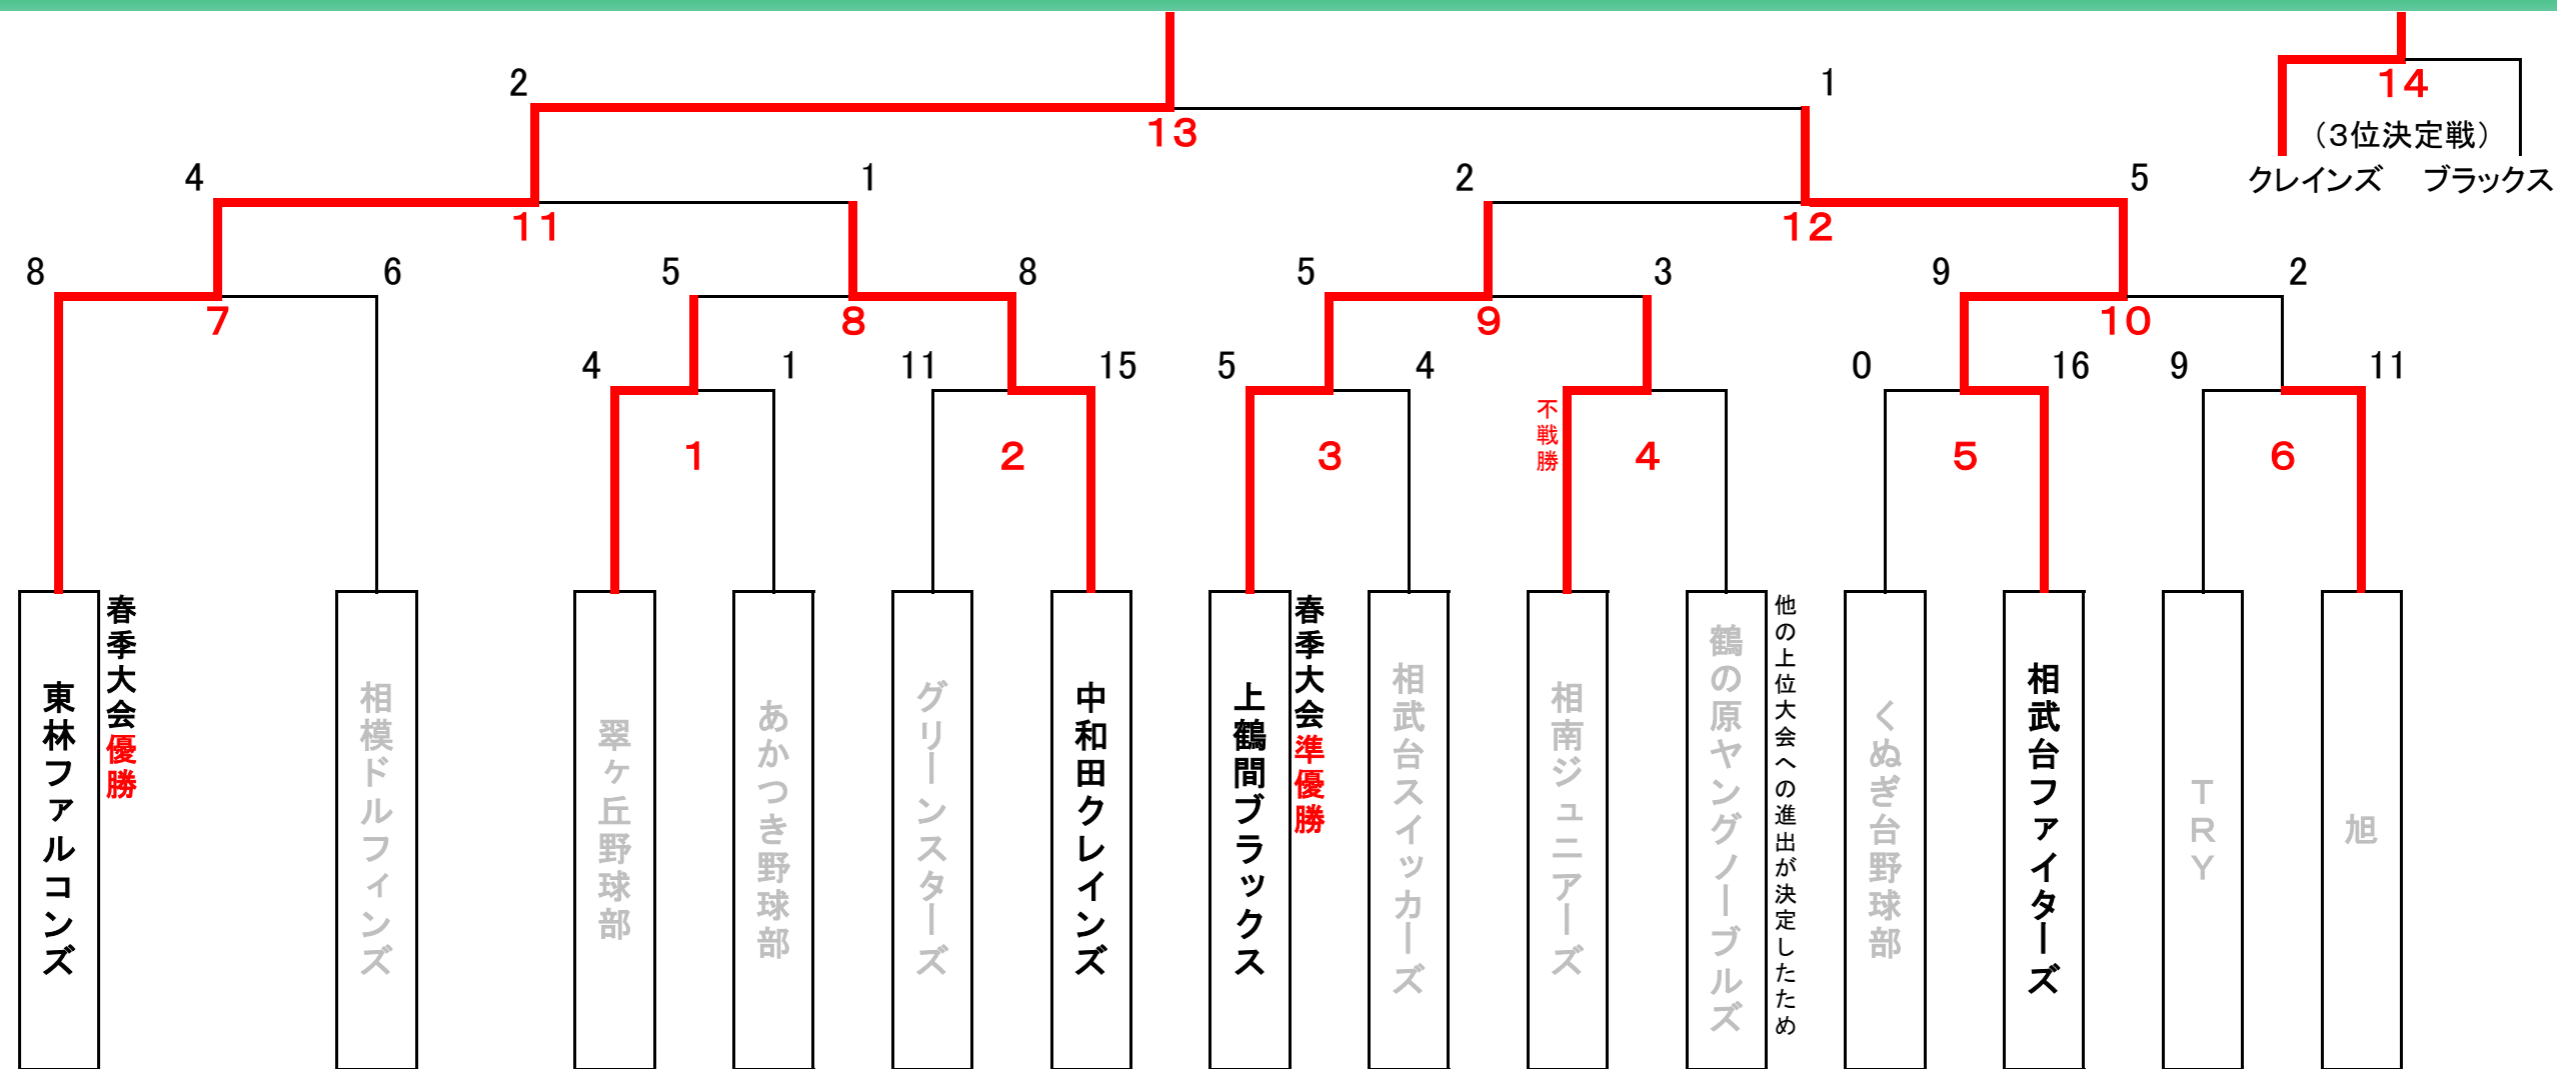 2
1
13
14
(3位決定戦)
クレインズ ブラックス
4
1
2
5
11
12
8
6
5
8
5
3
9
2
7
8
9
10
4
1
11
15
5
4
0
16
9
11
不戦勝
1
2
3
4
5
6
東林ファルコンズ
春季大会優勝
相模ドルフィンズ
翠ヶ丘野球部
あかつき野球部
グリーンスターズ
中和田クレインズ
上鶴間ブラックス
春季大会準優勝
相武台スイッカーズ
相南ジュニアーズ
鶴の原ヤングノーブルズ
他の上位大会への進出が決定したため
くぬぎ台野球部
相武台ファイターズ
TRY
旭